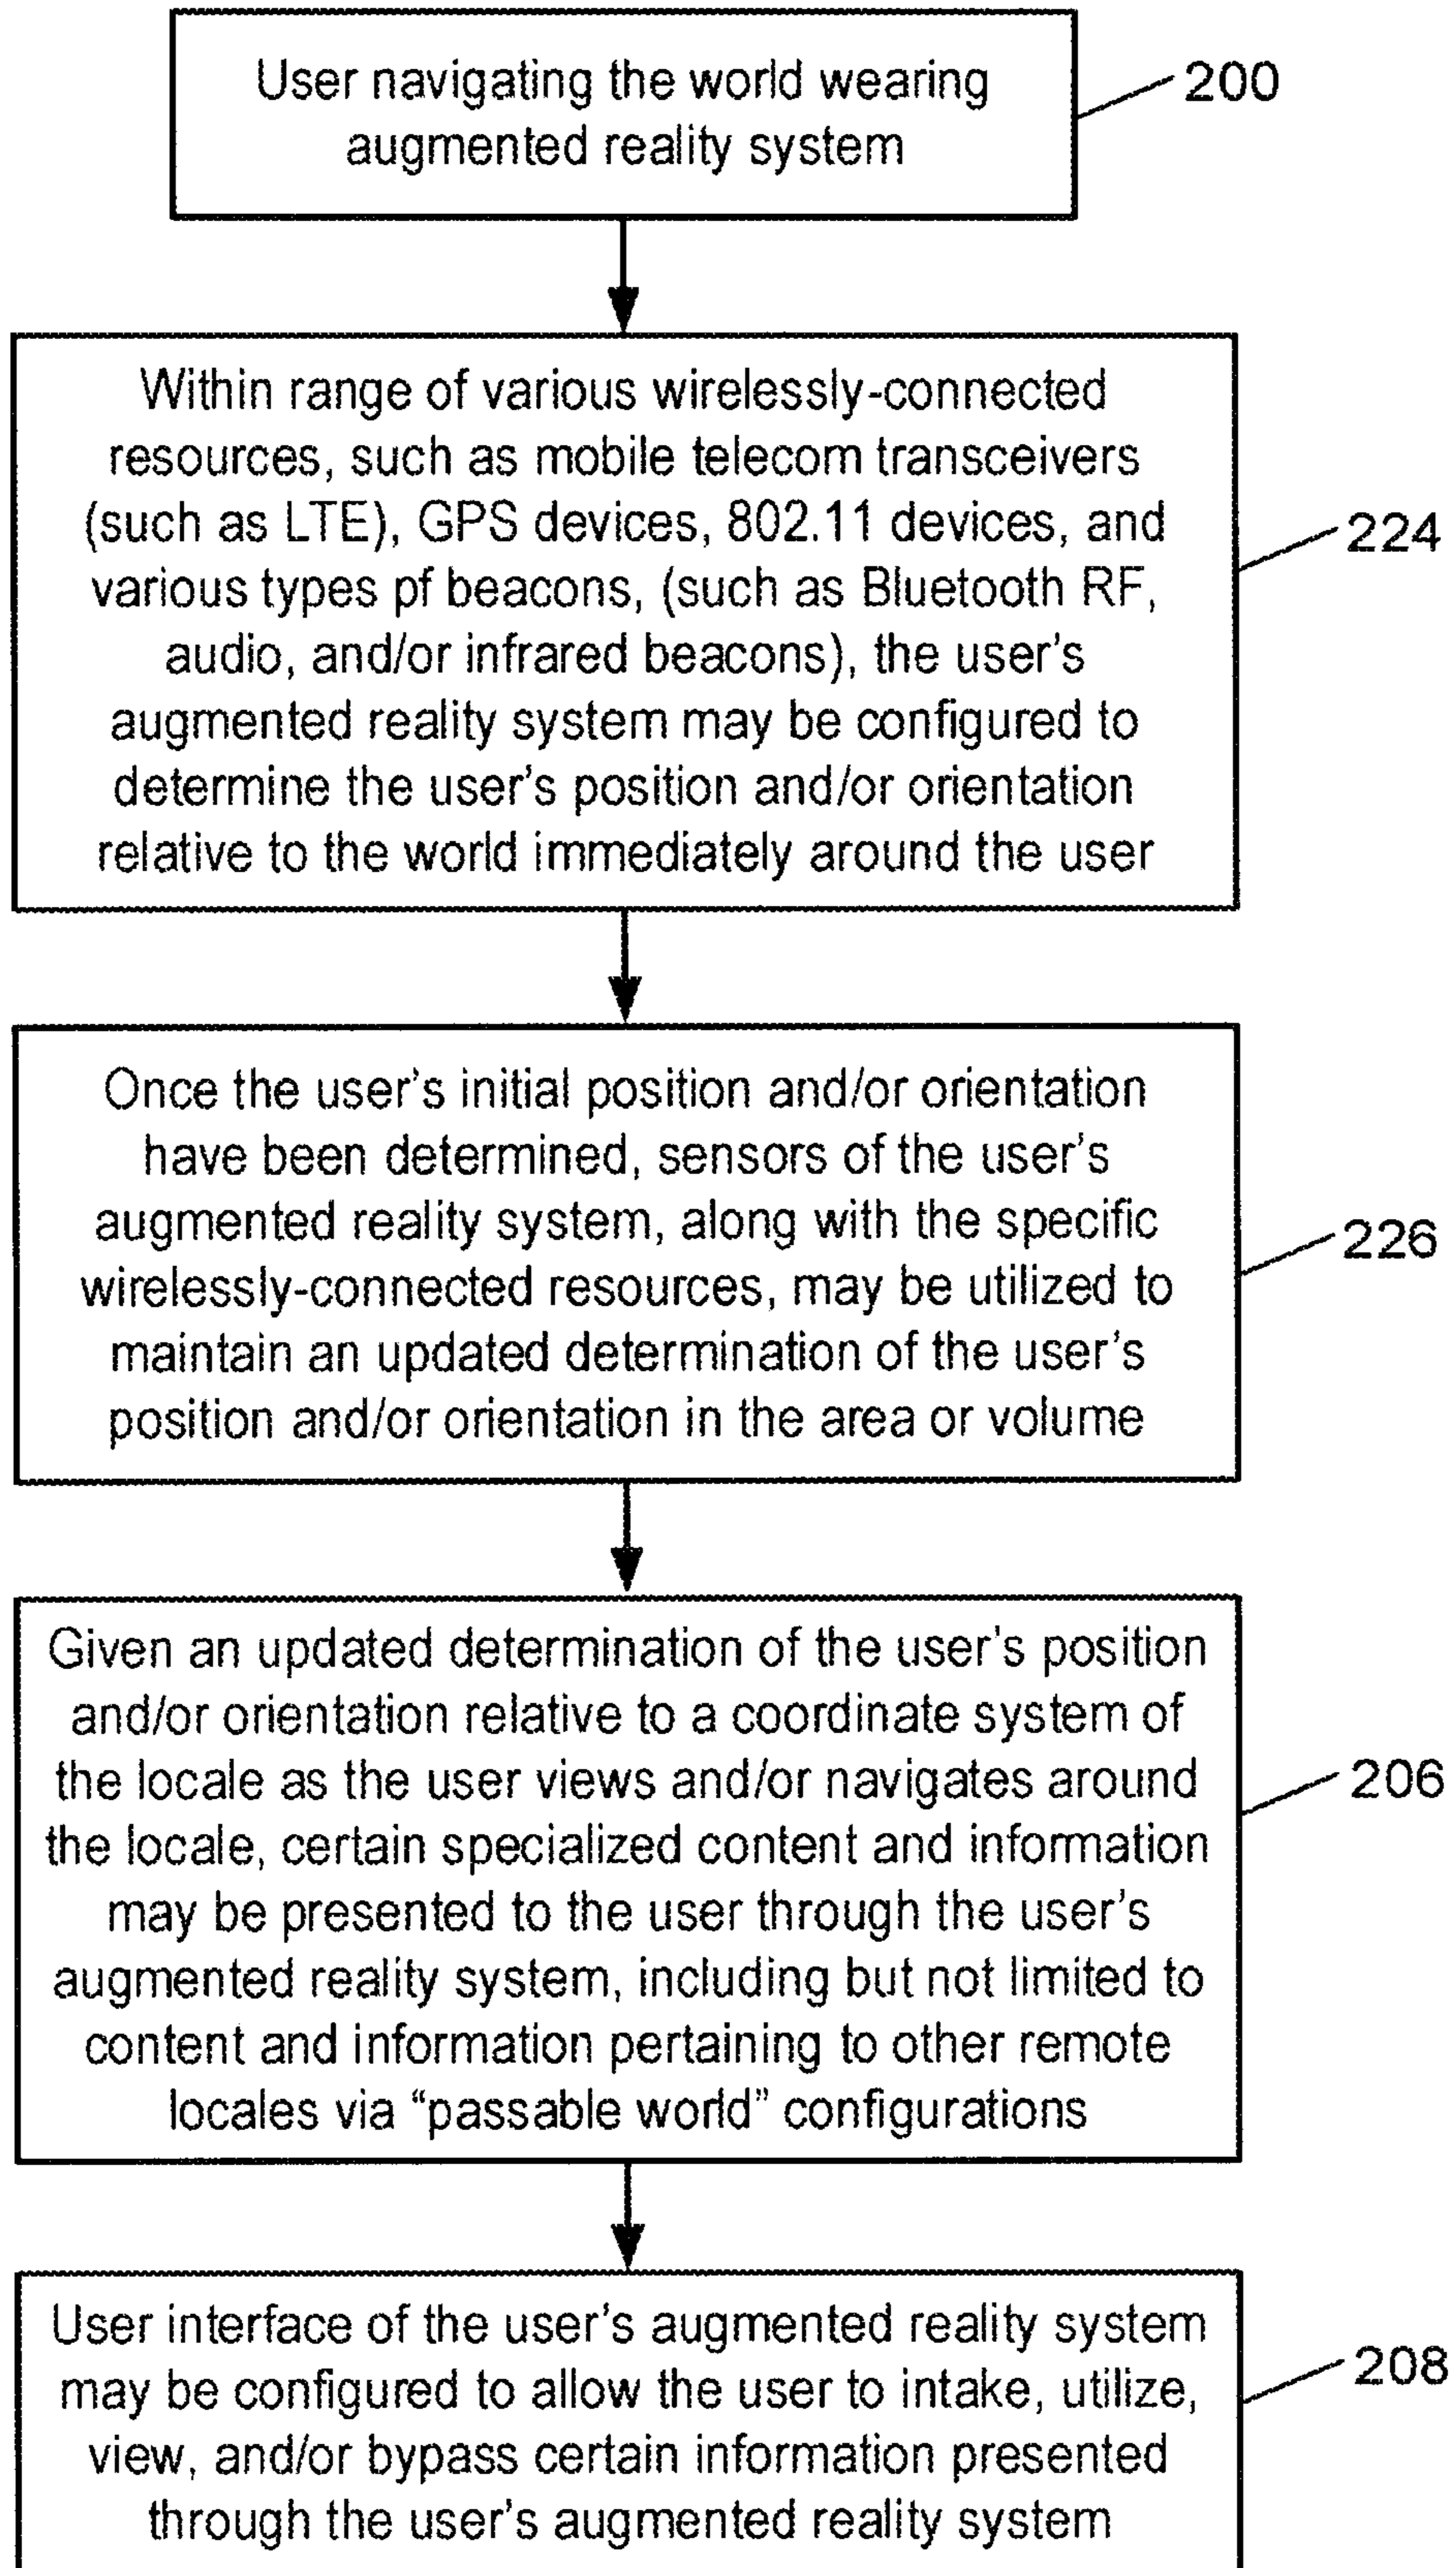 User navigating the world wearing
augmented reality system
200
Within range of various wirelessly-connected
resources, such as mobile telecom transceivers
(such as LTE), GPS devices, 802.11 devices, and
various types pf beacons, (such as Bluetooth RF,
audio, and/or infrared beacons), the user's
augmented reality system may be configured to
determine the user's position and/or orientation
relative to the world immediately around the user
224
Once the user's initial position and/or orientation
have been determined, sensors of the user's
augmented reality system, along with the specific
wirelessly-connected resources, may be utilized to
maintain an updated determination of the user's
position and/or orientation in the area or volume
226
Given an updated determination of the user's position
and/or orientation relative to a coordinate system of
the locale as the user views and/or navigates around
the locale, certain specialized content and information
may be presented to the user through the user's
augmented reality system, including but not limited to
content and information pertaining to other remote
locales via “passable world” configurations
206
User interface of the user's augmented reality system
may be configured to allow the user to intake, utilize,
view, and/or bypass certain information presented
through the user's augmented reality system
208